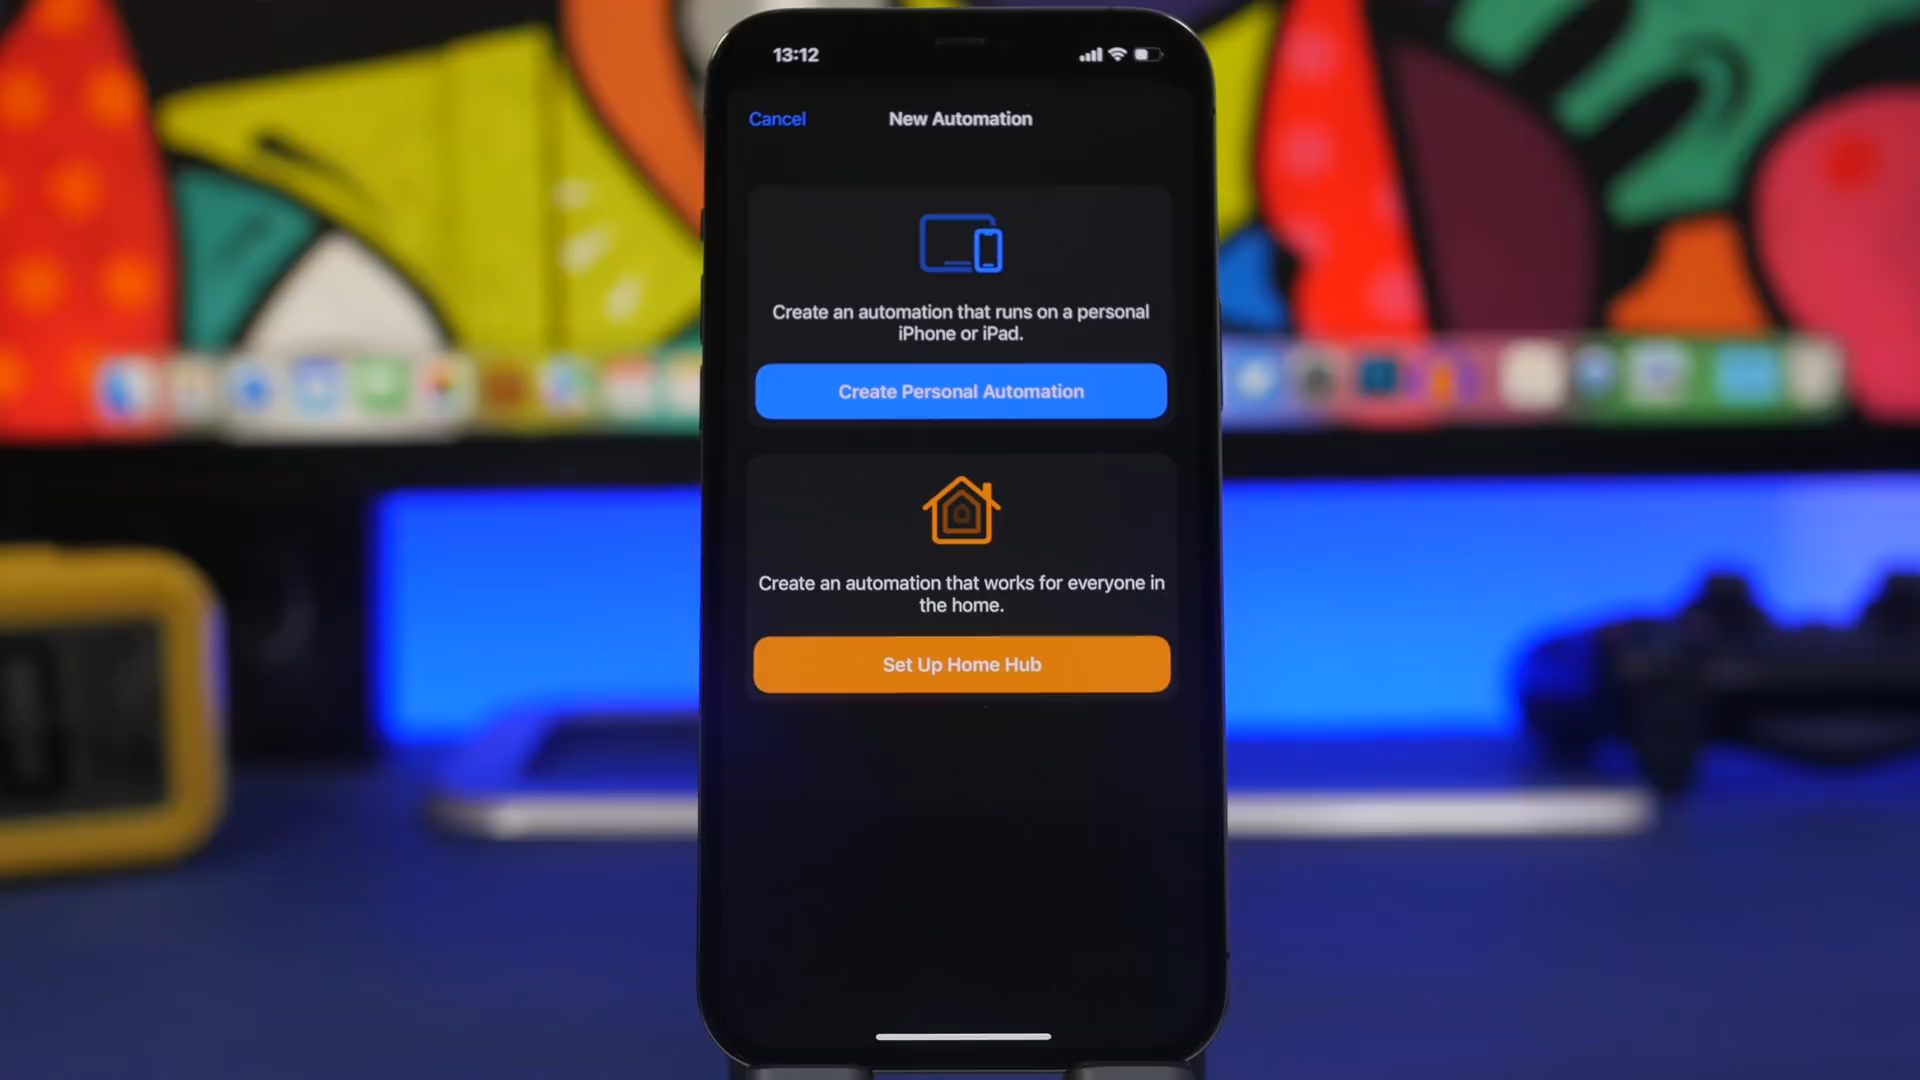 13:12
Cancel
New Automation
Create an automation that runs on a personal
iPhone or iPad.
Create Personal Automation
Create an automation that works for everyone in
the home.
Set Up Home Hub